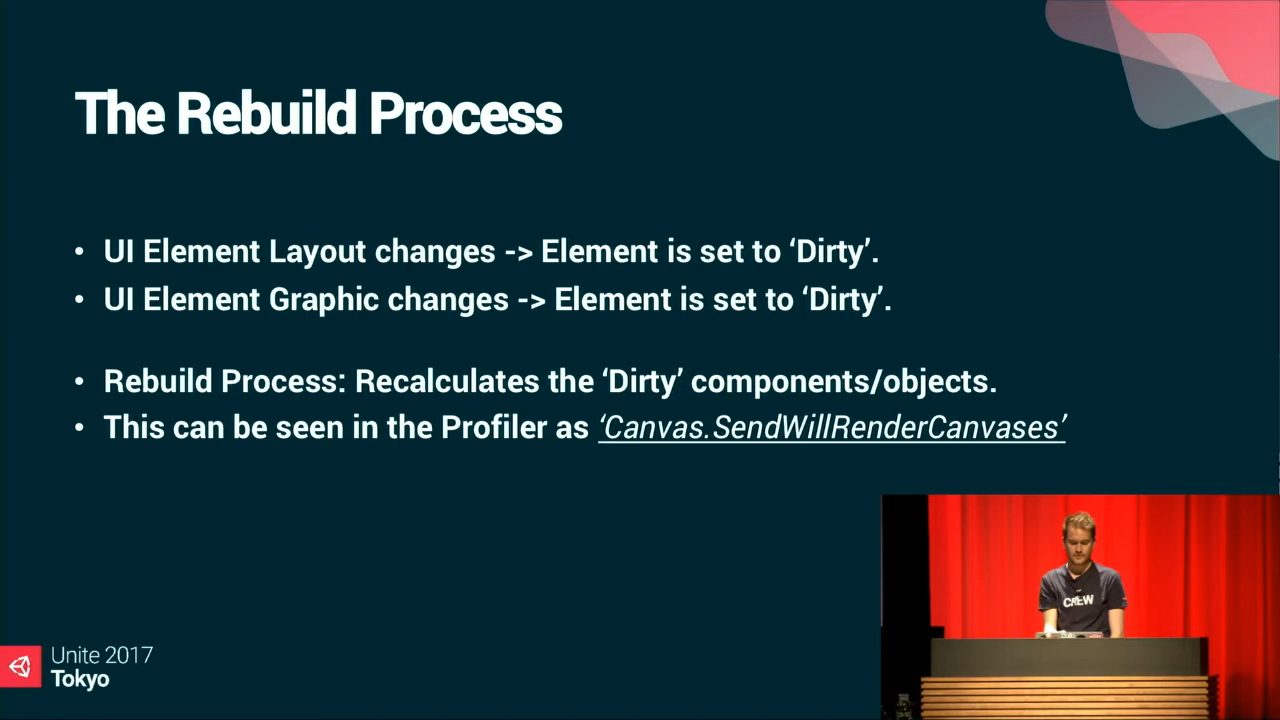 The Rebuild Process
• UI Element Layout changes -> Element is set to ‘Dirty’.
• UI Element Graphic changes -> Element is set to ‘Dirty’.
• Rebuild Process: Recalculates the ‘Dirty’ components/objects.
• This can be seen in the Profiler as ‘Canvas.SendWillRenderCanvases’
CREW
Unite 2017
Tokyo